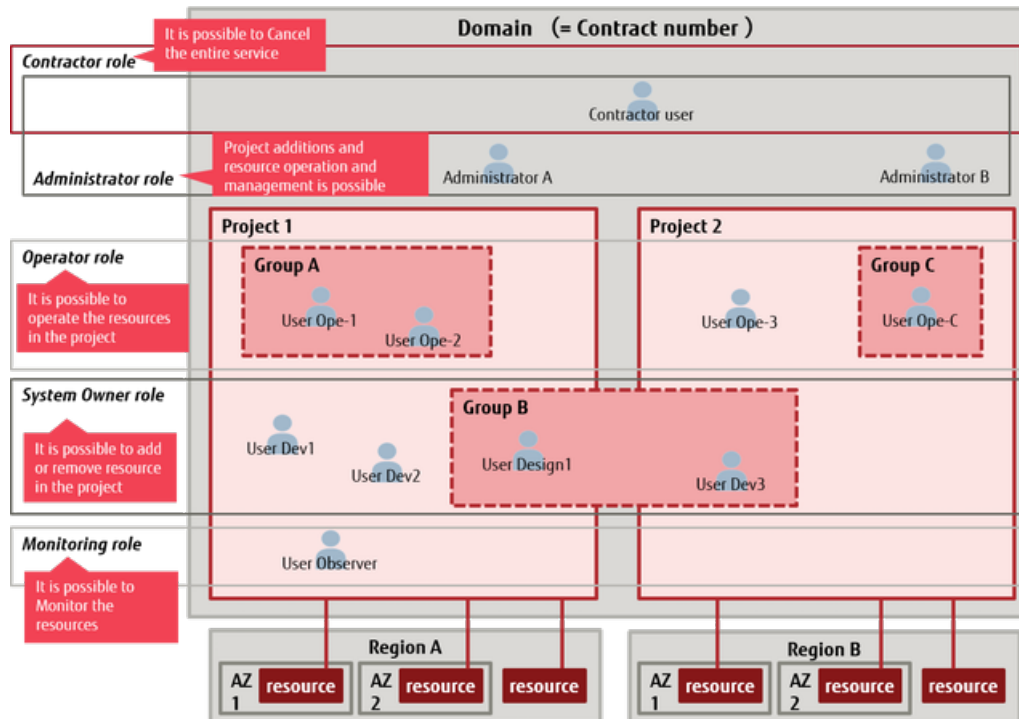 Domain (= Contract number )
It is possible to Cancel
the entire service
Contractor role
Contractor user
Project additions and
resource operation and
management is possible
Administrator role
Administrator A
Administrator B
Project 1
Project 2
Operator role
Group A
Group C
It is possible to
operate the resources
in the project
User Ope-1
User Ope-2
User Ope-3
User Ope-C
System Owner role
Group B
It is possible to add
or remove resource
in the project
User Dev1
User Dev2
User Design1
User Dev3
Monitoring role
User Observer
It is possible to
Monitor the
resources
Region A
Region B
AZ
1
resource
AZ
2
resource
resource
AZ
1
resource
AZ
2
resource
resource